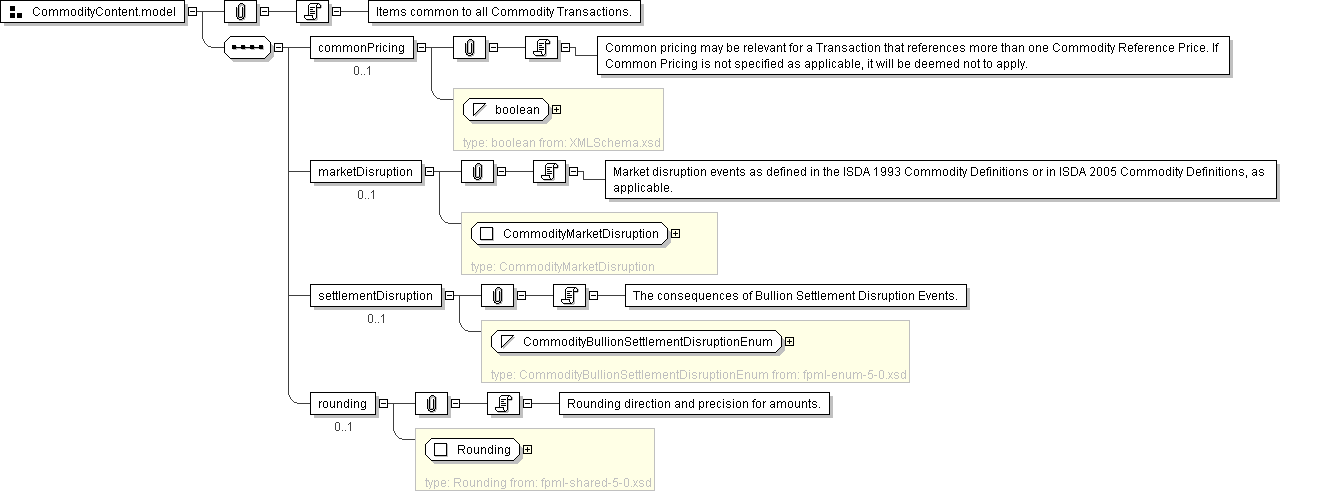 CommodityContent.model
Items common to all Commodity Transactions.
commonPricing
0..1
Common pricing may be relevant for a Transaction that references more than one Commodity Reference Price. If
Common Pricing is not specified as applicable, it will be deemed not to apply.
boolean
type: boolean from: XMLSchema.xsd
marketDisruption
0..1
Market disruption events as defined in the ISDA 1993 Commodity Definitions or in ISDA 2005 Commodity Definitions, as
applicable.
CommodityMarketDisruption
type: CommodityMarketDisruption
settlementDisruption
0..1
The consequences of Bullion Settlement Disruption Events.
CommodityBullionSettlementDisruptionEnum
type: CommodityBullionSettlementDisruptionEnum from: fpml-enum-5-0.xsd
rounding
0..1
Rounding direction and precision for amounts.
Rounding
type: Rounding from: fpml-shared-5-0.xsd